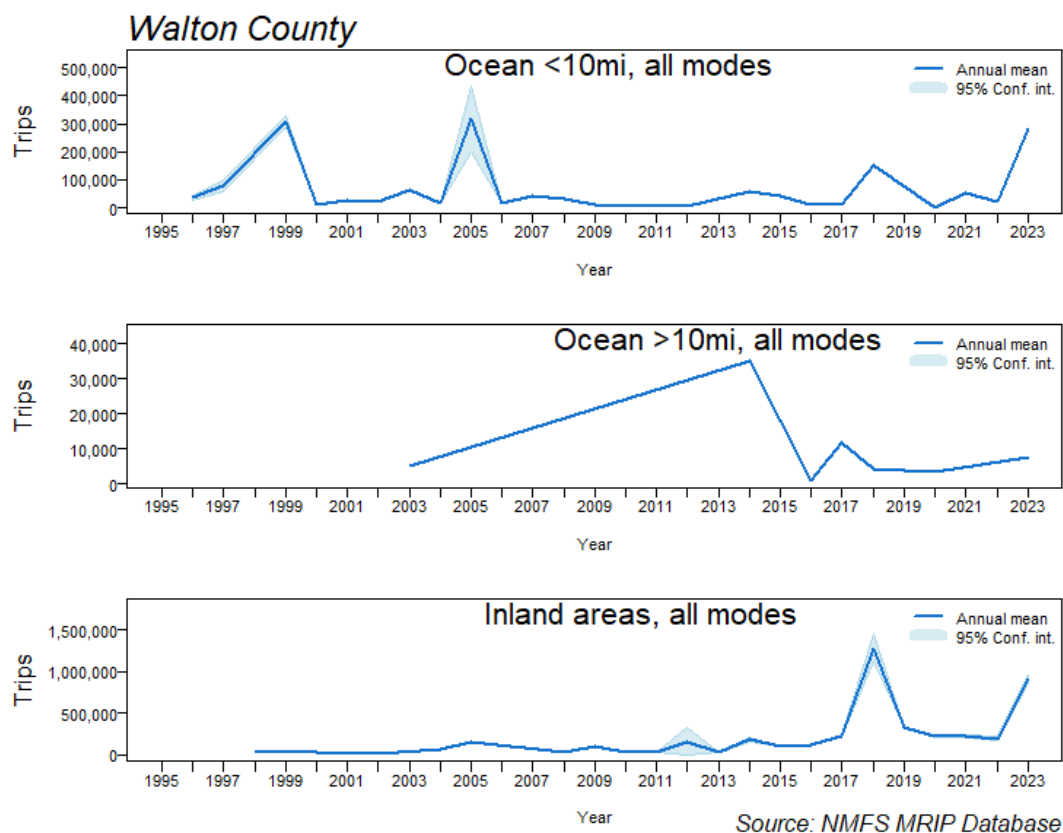 Walton County
Ocean <10mi, all modes
Annual mean
95% Conf. int.
Trips
500,000
400,000
300,000
200,000
100,000
0
1995 1997 1999 2001 2003 2005 2007 2009 2011 2013 2015 2017 2019 2021 2023
Year
Ocean >10mi, all modes
Annual mean
95% Conf. int.
Trips
40,000
30,000
20,000
10,000
0
1995 1997 1999 2001 2003 2005 2007 2009 2011 2013 2015 2017 2019 2021 2023
Year
Inland areas, all modes
Annual mean
95% Conf. int.
Trips
1,500,000
1,000,000
500,000
0
1995 1997 1999 2001 2003 2005 2007 2009 2011 2013 2015 2017 2019 2021 2023
Year
Source: NMFS MRIP Database